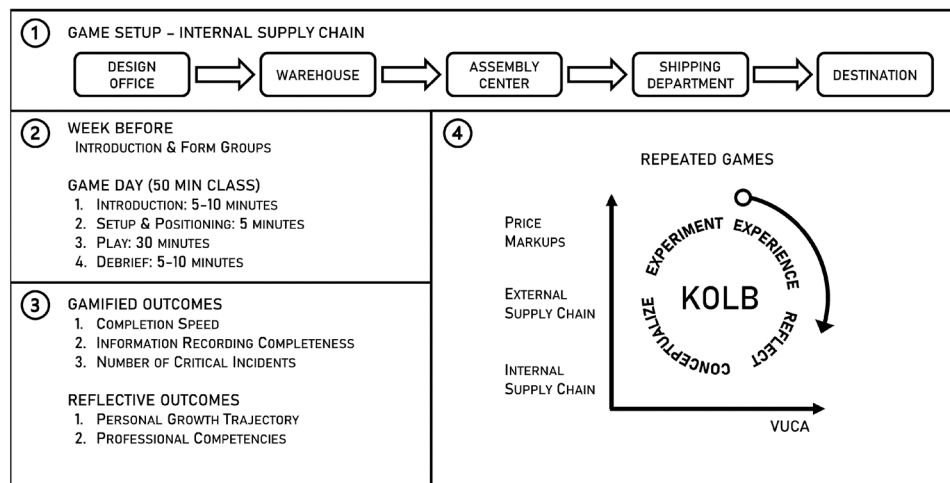 1 GAME SETUP – INTERNAL SUPPLY CHAIN
DESIGN
OFFICE
WAREHOUSE
ASSEMBLY
CENTER
SHIPPING
DEPARTMENT
DESTINATION
2 WEEK BEFORE
INTRODUCTION & FORM GROUPS
GAME DAY (50 MIN CLASS)
1. INTRODUCTION: 5-10 MINUTES
2. SETUP & POSITIONING: 5 MINUTES
3. PLAY: 30 MINUTES
4. DEBRIEF: 5-10 MINUTES
3 GAMIFIED OUTCOMES
1. COMPLETION SPEED
2. INFORMATION RECORDING COMPLETENESS
3. NUMBER OF CRITICAL INCIDENTS
REFLECTIVE OUTCOMES
1. PERSONAL GROWTH TRAJECTORY
2. PROFESSIONAL COMPETENCIES
4
REPEATED GAMES
PRICE
MARKUPS
EXTERNAL
SUPPLY CHAIN
INTERNAL
SUPPLY CHAIN
EXPERIMENT
EXPERIENCE
REFLECT
CONCEPTUALIZE
KOLB
VUCA